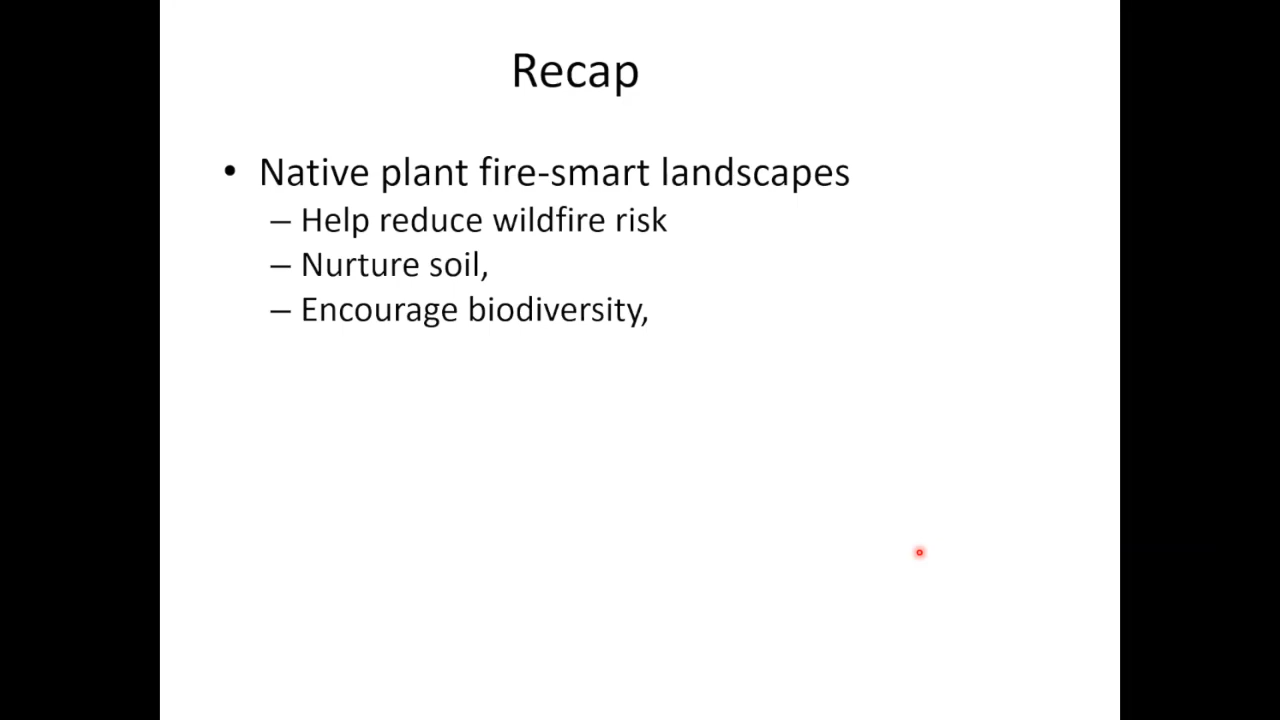 Recap
• Native plant fire-smart landscapes
– Help reduce wildfire risk
– Nurture soil,
– Encourage biodiversity,